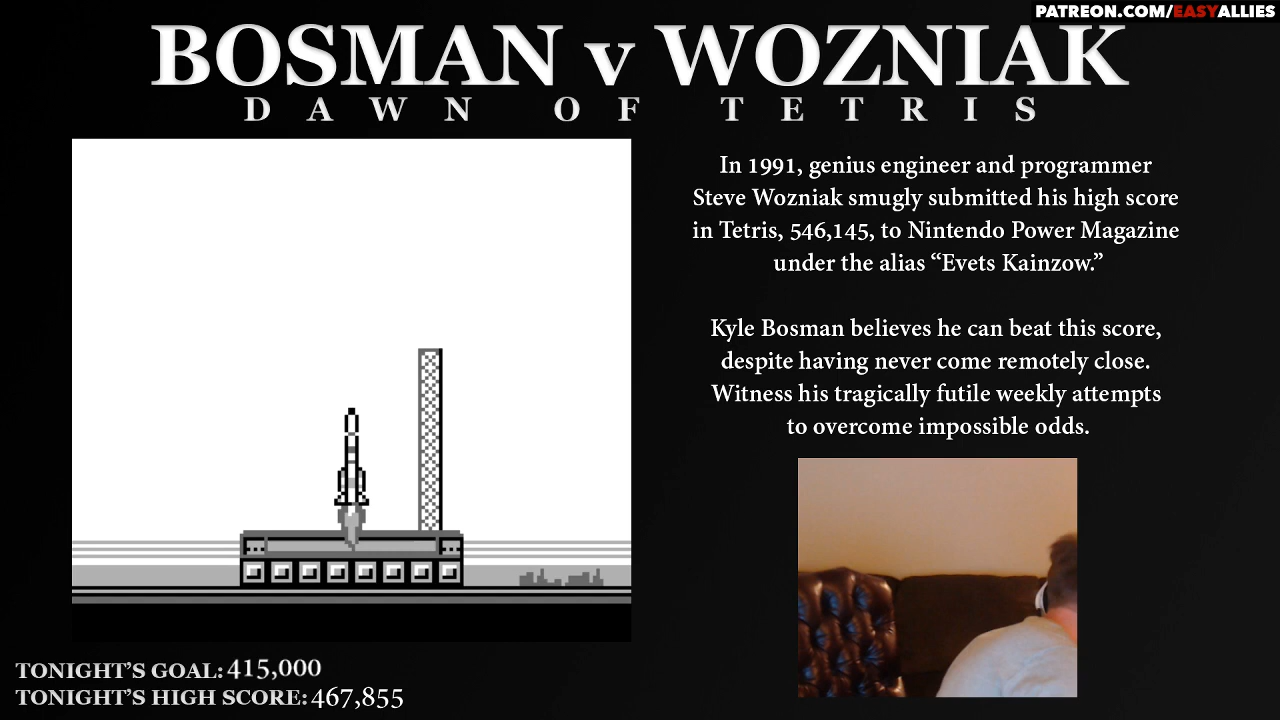 PATREON.COM/EASYALLIES
BOSMAN v WOZNIAK
DAWN OF TETRIS
In 1991, genius engineer and programmer
Steve Wozniak smugly submitted his high score
in Tetris, 546,145, to Nintendo Power Magazine
under the alias “Evets Kainzow.”
Kyle Bosman believes he can beat this score,
despite having never come remotely close.
Witness his tragically futile weekly attempts
to overcome impossible odds.
TONIGHT’S GOAL: 415,000
TONIGHT’S HIGH SCORE: 467,855